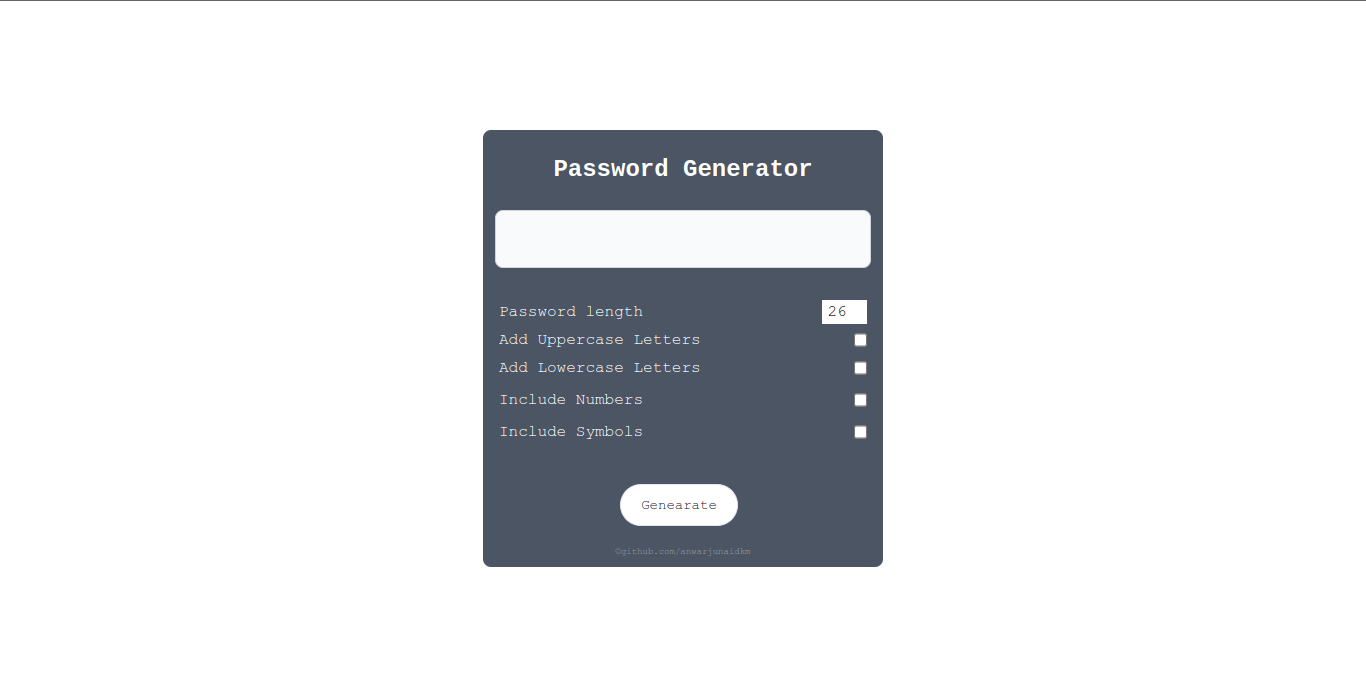 Password Generator
Password length 26
Add Uppercase Letters
Add Lowercase Letters
Include Numbers
Include Symbols
Genearate
©github.com/anwarjunaidkm